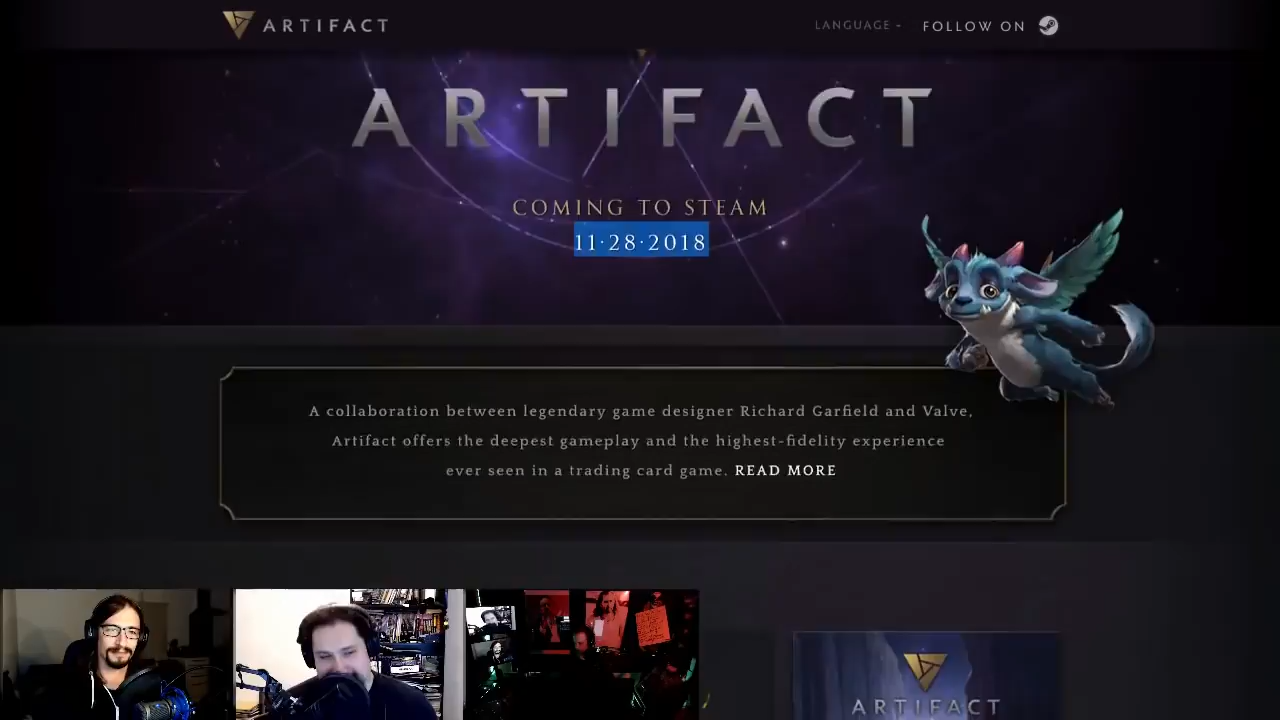 ARTIFACT
LANGUAGE
FOLLOW ON
ARTIFACT
COMING TO STEAM
11·28·2018
A collaboration between legendary game designer Richard Garfield and Valve,
Artifact offers the deepest gameplay and the highest-fidelity experience
ever seen in a trading card game. READ MORE
ARTIFACT